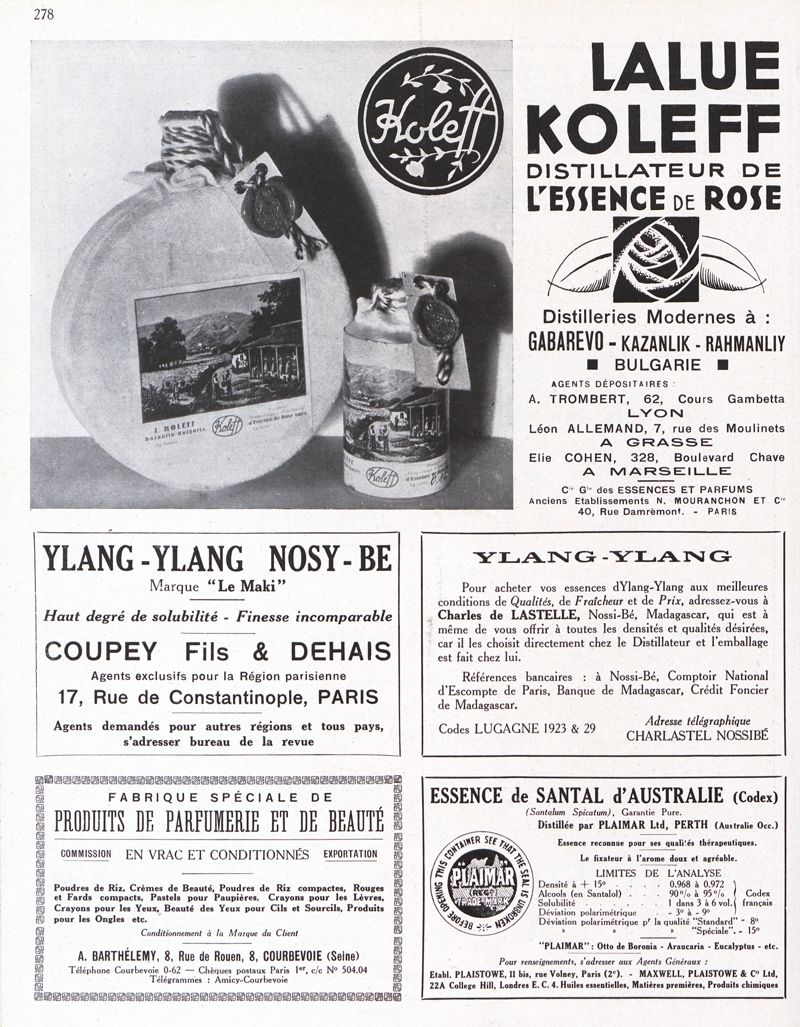 278
Koleff
LALUE
KOLEFF
DISTILLATEUR DE
L'ESSENCE DE ROSE
Distilleries Modernes à :
GABAREVO - KAZANLIK - RAHMANLIY
■ BULGARIE ■
AGENTS DÉPOSITAIRES :
A. TROMBERT, 62, Cours Gambetta
LYON
Léon ALLEMAND, 7, rue des Moulinets
A GRASSE
Elie COHEN, 328, Boulevard Chave
A MARSEILLE
Cie Gle des ESSENCES ET PARFUMS
Anciens Etablissements N. MOURANCHON ET Cie
40, Rue Damrémont. - PARIS
L. KOLEFF
Kazanlik-Bulgarie
Koleff
d'Essence de Rose pure
Koleff
YLANG-YLANG NOSY-BE
Marque "Le Maki"
Haut degré de solubilité - Finesse incomparable
COUPEY Fils & DEHAIS
Agents exclusifs pour la Région parisienne
17, Rue de Constantinople, PARIS
Agents demandés pour autres régions et tous pays,
s'adresser bureau de la revue
YLANG-YLANG
Pour acheter vos essences dYlang-Ylang aux meilleures
conditions de Qualités, de Fraîcheur et de Prix, adressez-vous à
Charles de LASTELLE, Nossi-Bé, Madagascar, qui est à
même de vous offrir à toutes les densités et qualités désirées,
car il les choisit directement chez le Distillateur et l'emballage
est fait chez lui.
Références bancaires : à Nossi-Bé, Comptoir National
d'Escompte de Paris, Banque de Madagascar, Crédit Foncier
de Madagascar.
Codes LUGAGNE 1923 & 29
Adresse télégraphique
CHARLASTEL NOSSIBÉ
FABRIQUE SPÉCIALE DE
PRODUITS DE PARFUMERIE ET DE BEAUTÉ
COMMISSION EN VRAC ET CONDITIONNÉS EXPORTATION
Poudres de Riz, Crèmes de Beauté, Poudres de Riz compactes, Rouges
et Fards compacts, Pastels pour Paupières, Crayons pour les Lèvres,
Crayons pour les Yeux, Beauté des Yeux pour Cils et Sourcils, Produits
pour les Ongles etc.
Conditionnement à la Marque du Client
A. BARTHÉLEMY, 8, Rue de Rouen, 8, COURBEVOIE (Seine)
Téléphone Courbevoie 0-62 — Chèques postaux Paris 1er, c/c N° 504.04
Télégrammes : Amicy-Courbevoie
ESSENCE de SANTAL d'AUSTRALIE (Codex)
(Santalum Spicatum), Garantie Pure.
Distillée par PLAIMAR Ltd, PERTH (Australie Occ.)
Essence reconnue pour ses qualités thérapeutiques.
Le fixateur à l'arome doux et agréable.
BEFORE OPENING THIS CONTAINER SEE THAT THE SEAL IS UNBROKEN
PLAIMAR
(REGD)
TRADE MARK
LIMITES DE L'ANALYSE
Densité à + 15° . . . 0.968 à 0.972
Alcools (en Santalol) . . . 90% à 95% Codex
Solubilité . . . 1 dans 3 à 6 vol. français
Déviation polarimétrique . - 3° à - 9°
Déviation polarimétrique pr la qualité "Standard" - 8°
» » » "Spéciale". - 15°
"PLAIMAR" : Otto de Boronia - Araucaria - Eucalyptus - etc.
Pour renseignements, s'adresser aux Agents Généraux :
Etabl. PLAISTOWE, 11 bis, rue Volney, Paris (2e). - MAXWELL, PLAISTOWE & Co Ltd,
22A College Hill, Londres E. C. 4. Huiles essentielles, Matières premières, Produits chimiques